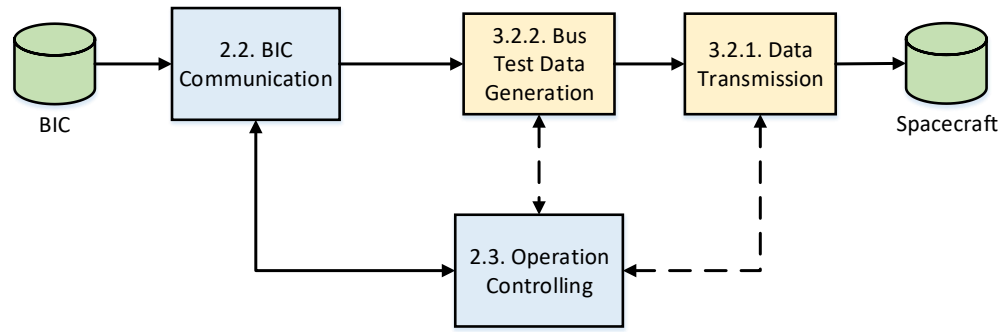 2.2. BIC
Communication
3.2.2. Bus
Test Data
Generation
3.2.1. Data
Transmission
BIC
Spacecraft
2.3. Operation
Controlling